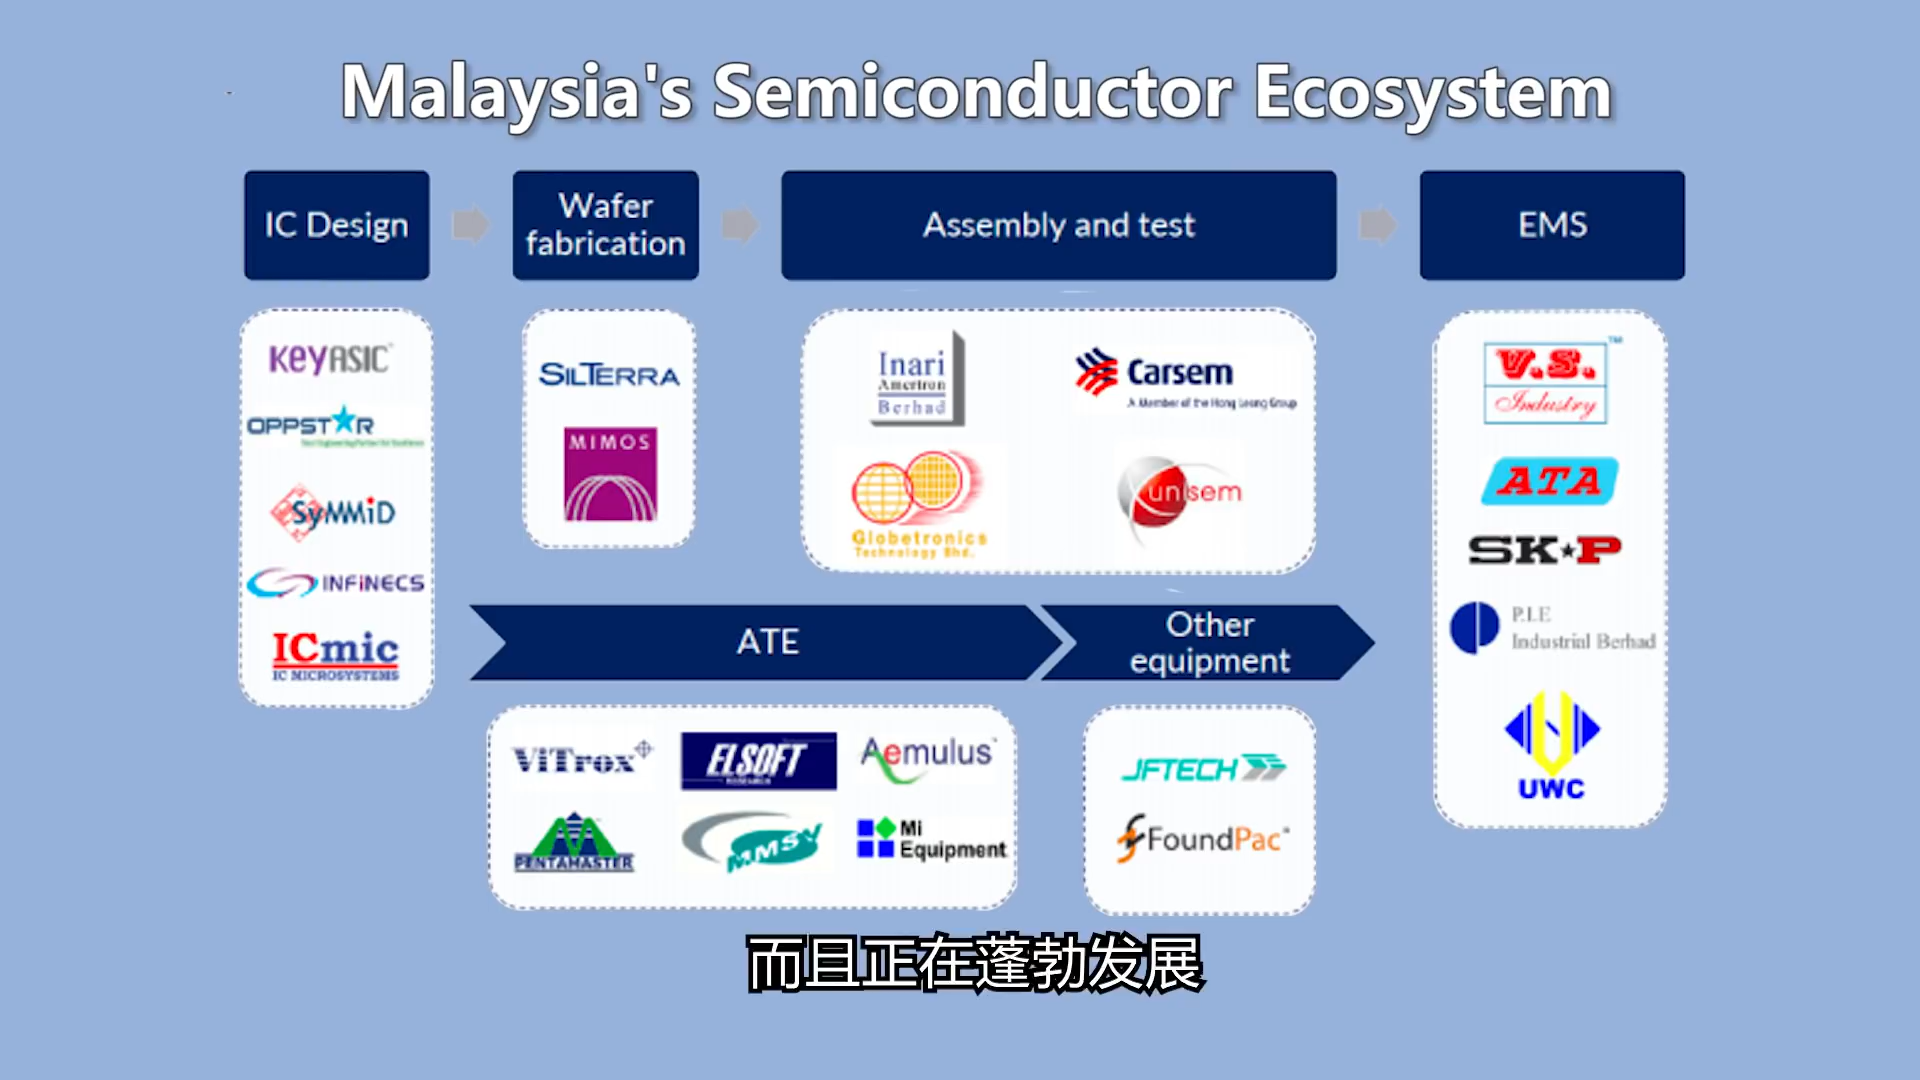 Malaysia's Semiconductor Ecosystem
IC Design
Wafer
fabrication
Assembly and test
EMS
KeyASIC
OPPSTAR
SyMMiD
INFiNECS
ICmic
IC MICROSYSTEMS
SILTERRA
MIMOS
Inari
Amertron
Berhad
Carsem
A Member of the Hong Leong Group
Globetronics
Technology Bhd.
unisem
V.S.
TM
Industry
ATA
SK★P
P.I.E
Industrial Berhad
UWC
ATE
Other
equipment
ViTrox
ELSOFT
RESEARCH
Aemulus
PENTAMASTER
MMSV
Mi
Equipment
JFTECH
FoundPac
而且正在蓬勃发展